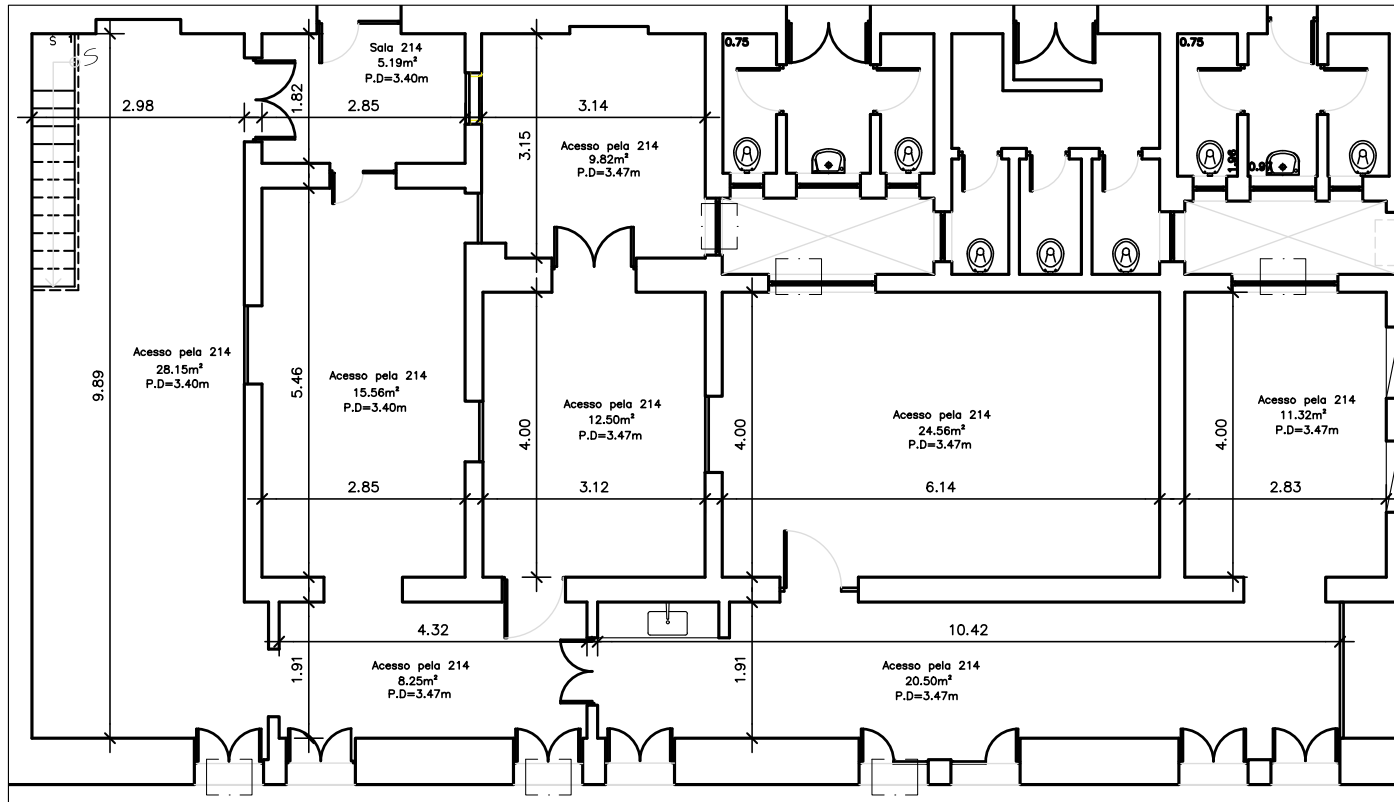 S 1
S
Sala 214
5.19m²
P.D=3.40m
0.75
0.75
2.98
1.82
2.85
3.14
3.15
Acesso pela 214
9.82m²
P.D=3.47m
1.96
0.97
9.89
Acesso pela 214
28.15m²
P.D=3.40m
5.46
Acesso pela 214
15.56m²
P.D=3.40m
4.00
Acesso pela 214
12.50m²
P.D=3.47m
4.00
Acesso pela 214
24.56m²
P.D=3.47m
4.00
Acesso pela 214
11.32m²
P.D=3.47m
2.85
3.12
6.14
2.83
4.32
10.42
1.91
Acesso pela 214
8.25m²
P.D=3.47m
1.91
Acesso pela 214
20.50m²
P.D=3.47m